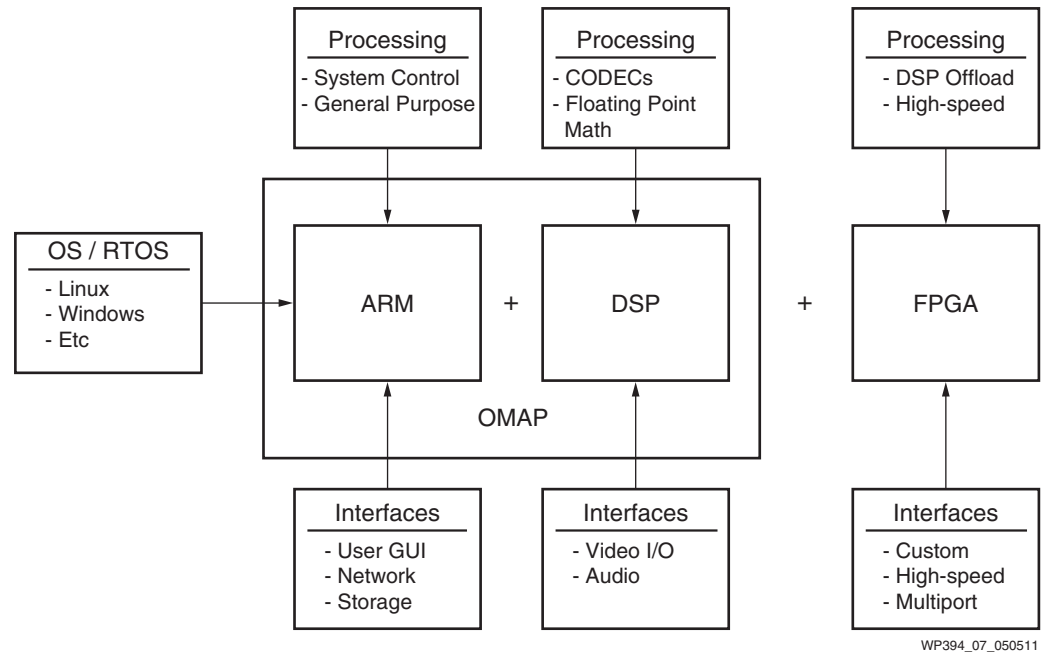 Processing
- System Control
- General Purpose
Processing
- CODECs
- Floating Point
Math
Processing
- DSP Offload
- High-speed
OS / RTOS
- Linux
- Windows
- Etc
ARM
+
DSP
+
FPGA
OMAP
Interfaces
- User GUI
- Network
- Storage
Interfaces
- Video I/O
- Audio
Interfaces
- Custom
- High-speed
- Multiport
WP394_07_050511